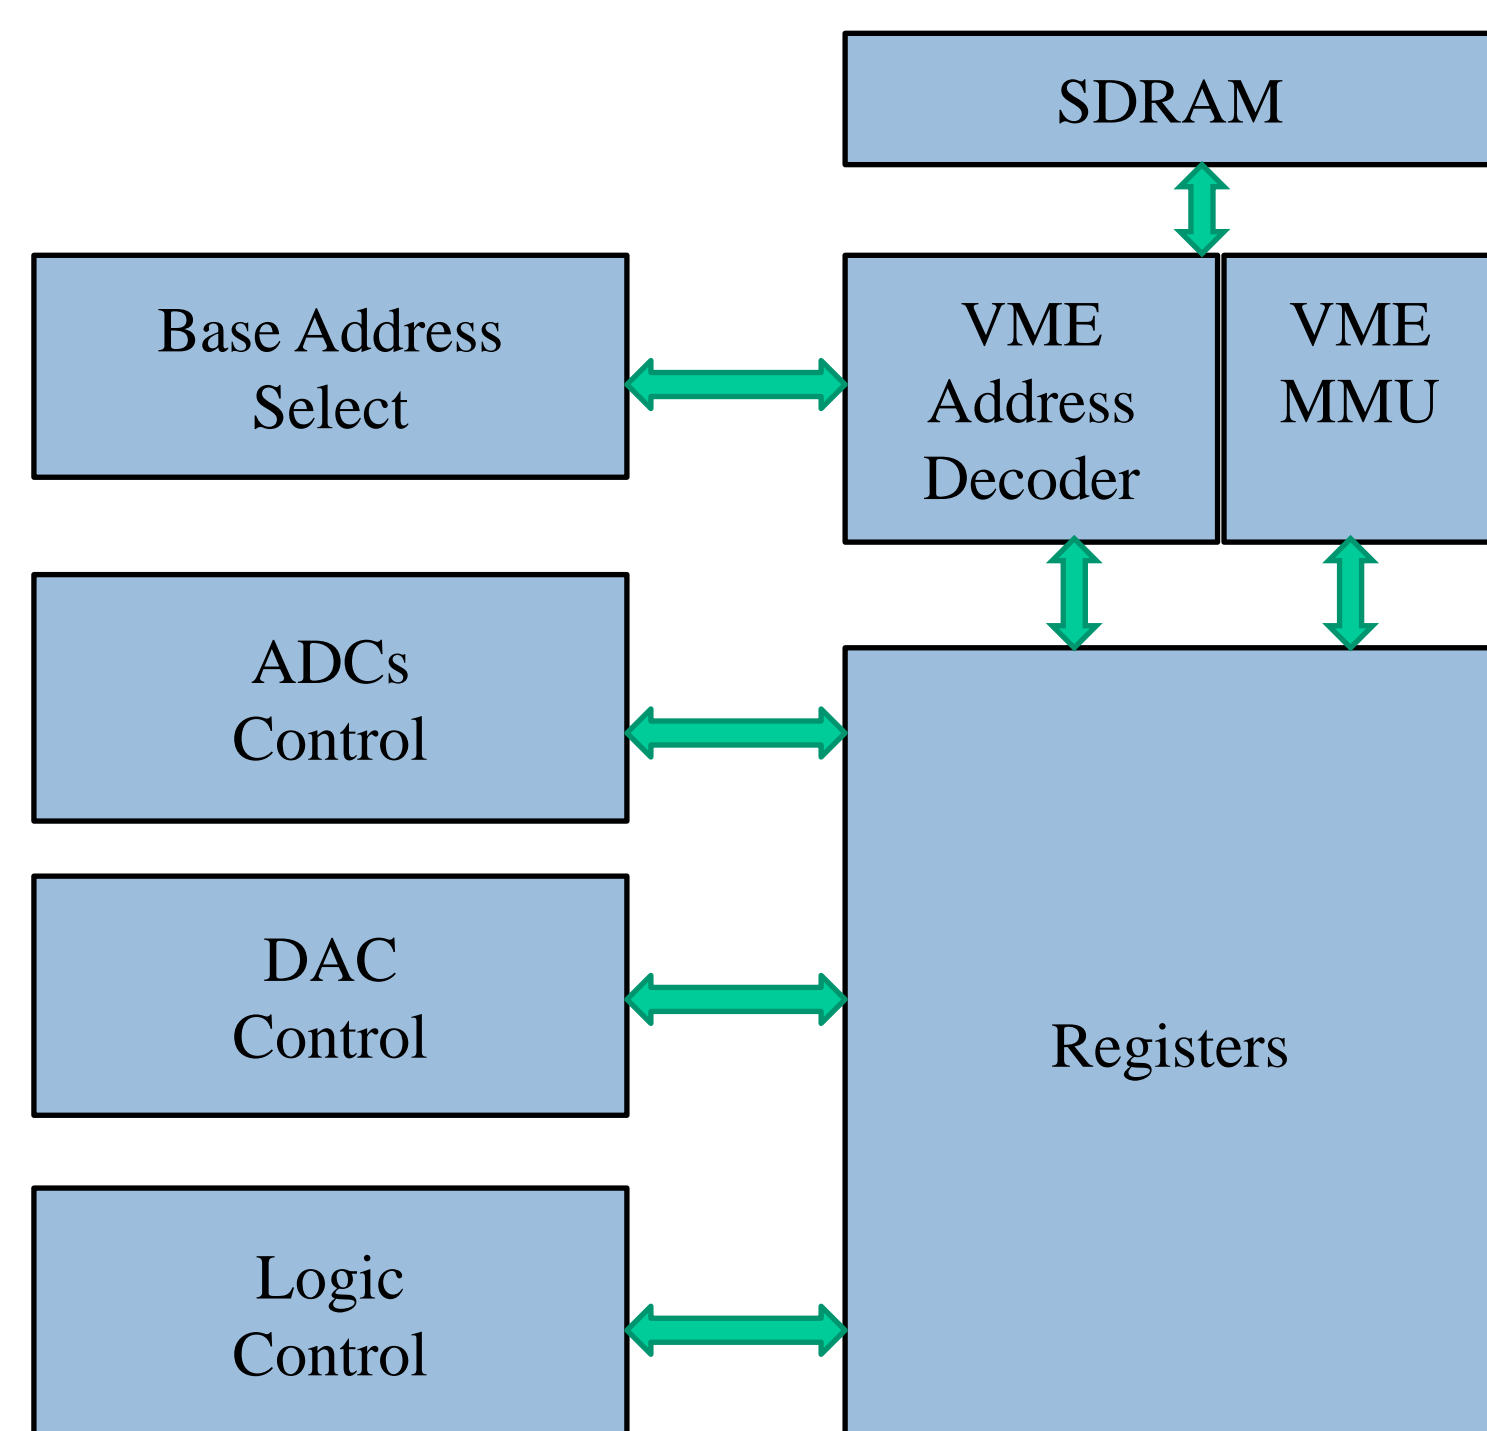 SDRAM
Base Address
Select
VME
Address
Decoder
VME
MMU
ADCs
Control
DAC
Control
Registers
Logic
Control